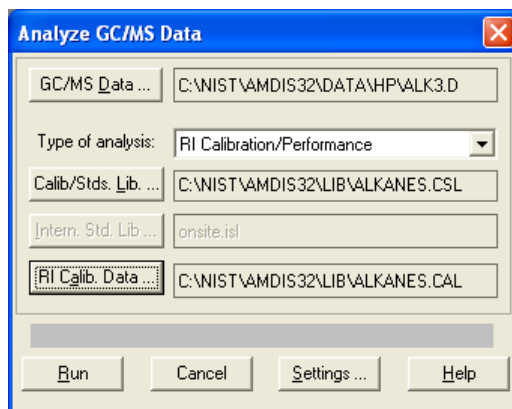 Analyze GC/MS Data
GC/MS Data ... C:\NIST\AMDIS32\DATA\HP\ALK3.D
Type of analysis: RI Calibration/Performance
Calib/Stds. Lib. ... C:\NIST\AMDIS32\LIB\ALKANES.CSL
Intern. Std. Lib ... onsite.isl
RI Calib. Data ... C:\NIST\AMDIS32\LIB\ALKANES.CAL
Run Cancel Settings ... Help